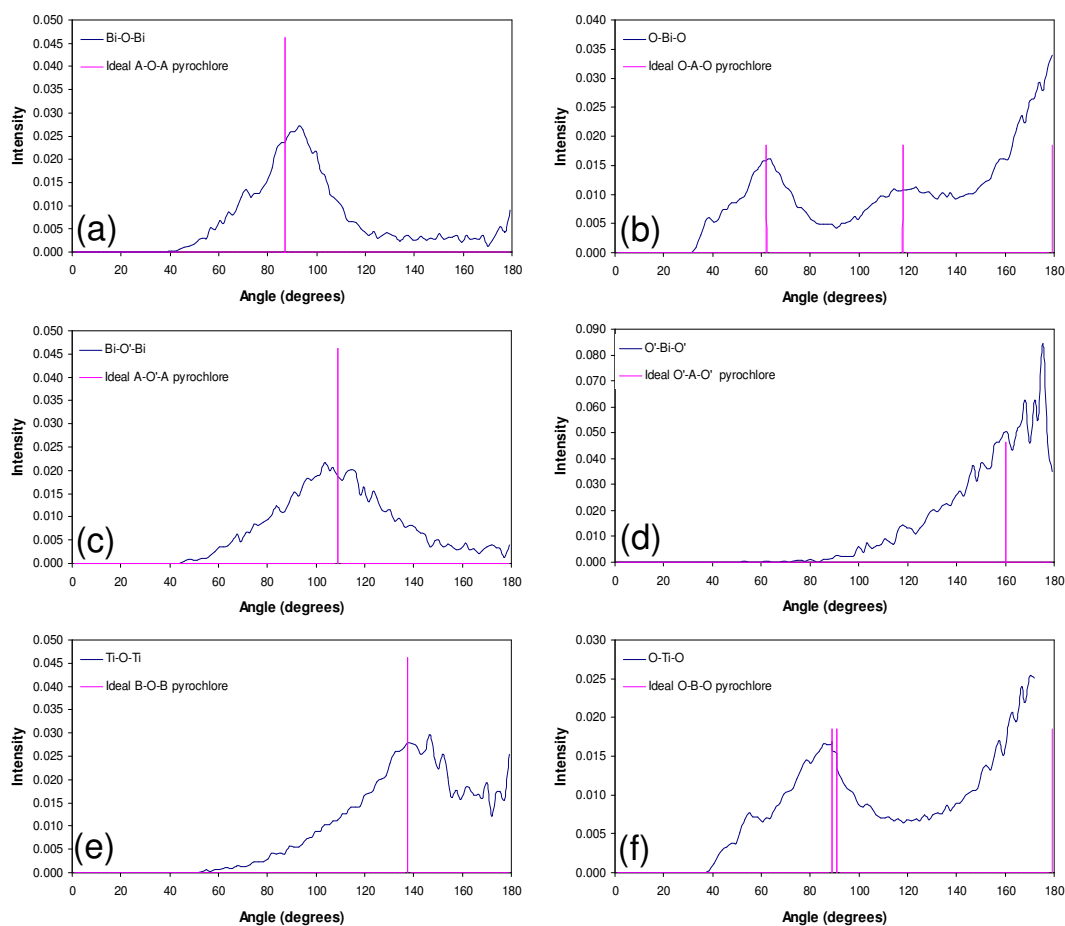 0.050
0.045
0.040
0.035
0.030
0.025
0.020
0.015
0.010
0.005
0.000
Intensity
Bi-O-Bi
Ideal A-O-A pyrochlore
(a)
0 20 40 60 80 100 120 140 160 180
Angle (degrees)
0.040
0.035
0.030
0.025
0.020
0.015
0.010
0.005
0.000
Intensity
O-Bi-O
Ideal O-A-O pyrochlore
(b)
0 20 40 60 80 100 120 140 160 180
Angle (degrees)
0.050
0.045
0.040
0.035
0.030
0.025
0.020
0.015
0.010
0.005
0.000
Intensity
Bi-O'-Bi
Ideal A-O'-A pyrochlore
(c)
0 20 40 60 80 100 120 140 160 180
Angle (degrees)
0.090
0.080
0.070
0.060
0.050
0.040
0.030
0.020
0.010
0.000
Intensity
O'-Bi-O'
Ideal O'-A-O' pyrochlore
(d)
0 20 40 60 80 100 120 140 160 180
Angle (degrees)
0.050
0.045
0.040
0.035
0.030
0.025
0.020
0.015
0.010
0.005
0.000
Intensity
Ti-O-Ti
Ideal B-O-B pyrochlore
(e)
0 20 40 60 80 100 120 140 160 180
Angle (degrees)
0.030
0.025
0.020
0.015
0.010
0.005
0.000
Intensity
O-Ti-O
Ideal O-B-O pyrochlore
(f)
0 20 40 60 80 100 120 140 160 180
Angle (degrees)